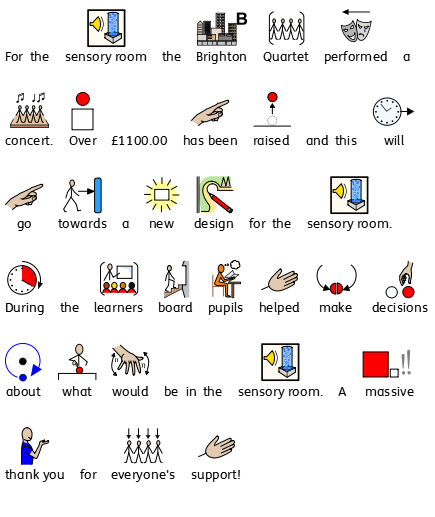 For the sensory room the Brighton Quartet performed a
concert. Over £1100.00 has been raised and this will
go towards a new design for the sensory room.
During the learners board pupils helped make decisions
about what would be in the sensory room. A massive
thank you for everyone's support!